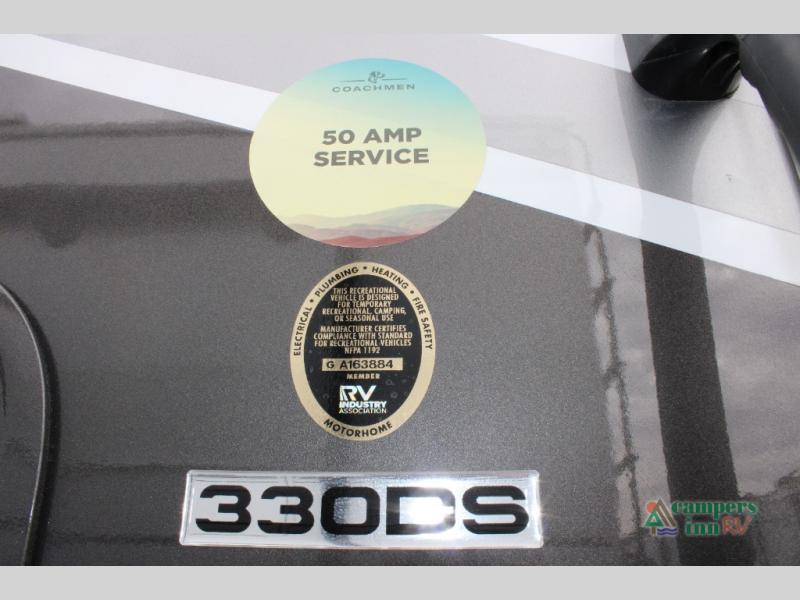 COACHMEN
50 AMP
SERVICE
ELECTRICAL • PLUMBING • HEATING • FIRE SAFETY
THIS RECREATIONAL
VEHICLE IS DESIGNED
FOR TEMPORARY
RECREATIONAL, CAMPING,
OR SEASONAL USE
MANUFACTURER CERTIFIES
COMPLIANCE WITH STANDARD
FOR RECREATIONAL VEHICLES
NFPA 1192
G A163884
MEMBER
RV
INDUSTRY
ASSOCIATION
MOTORHOME
330DS
campers
inn RV